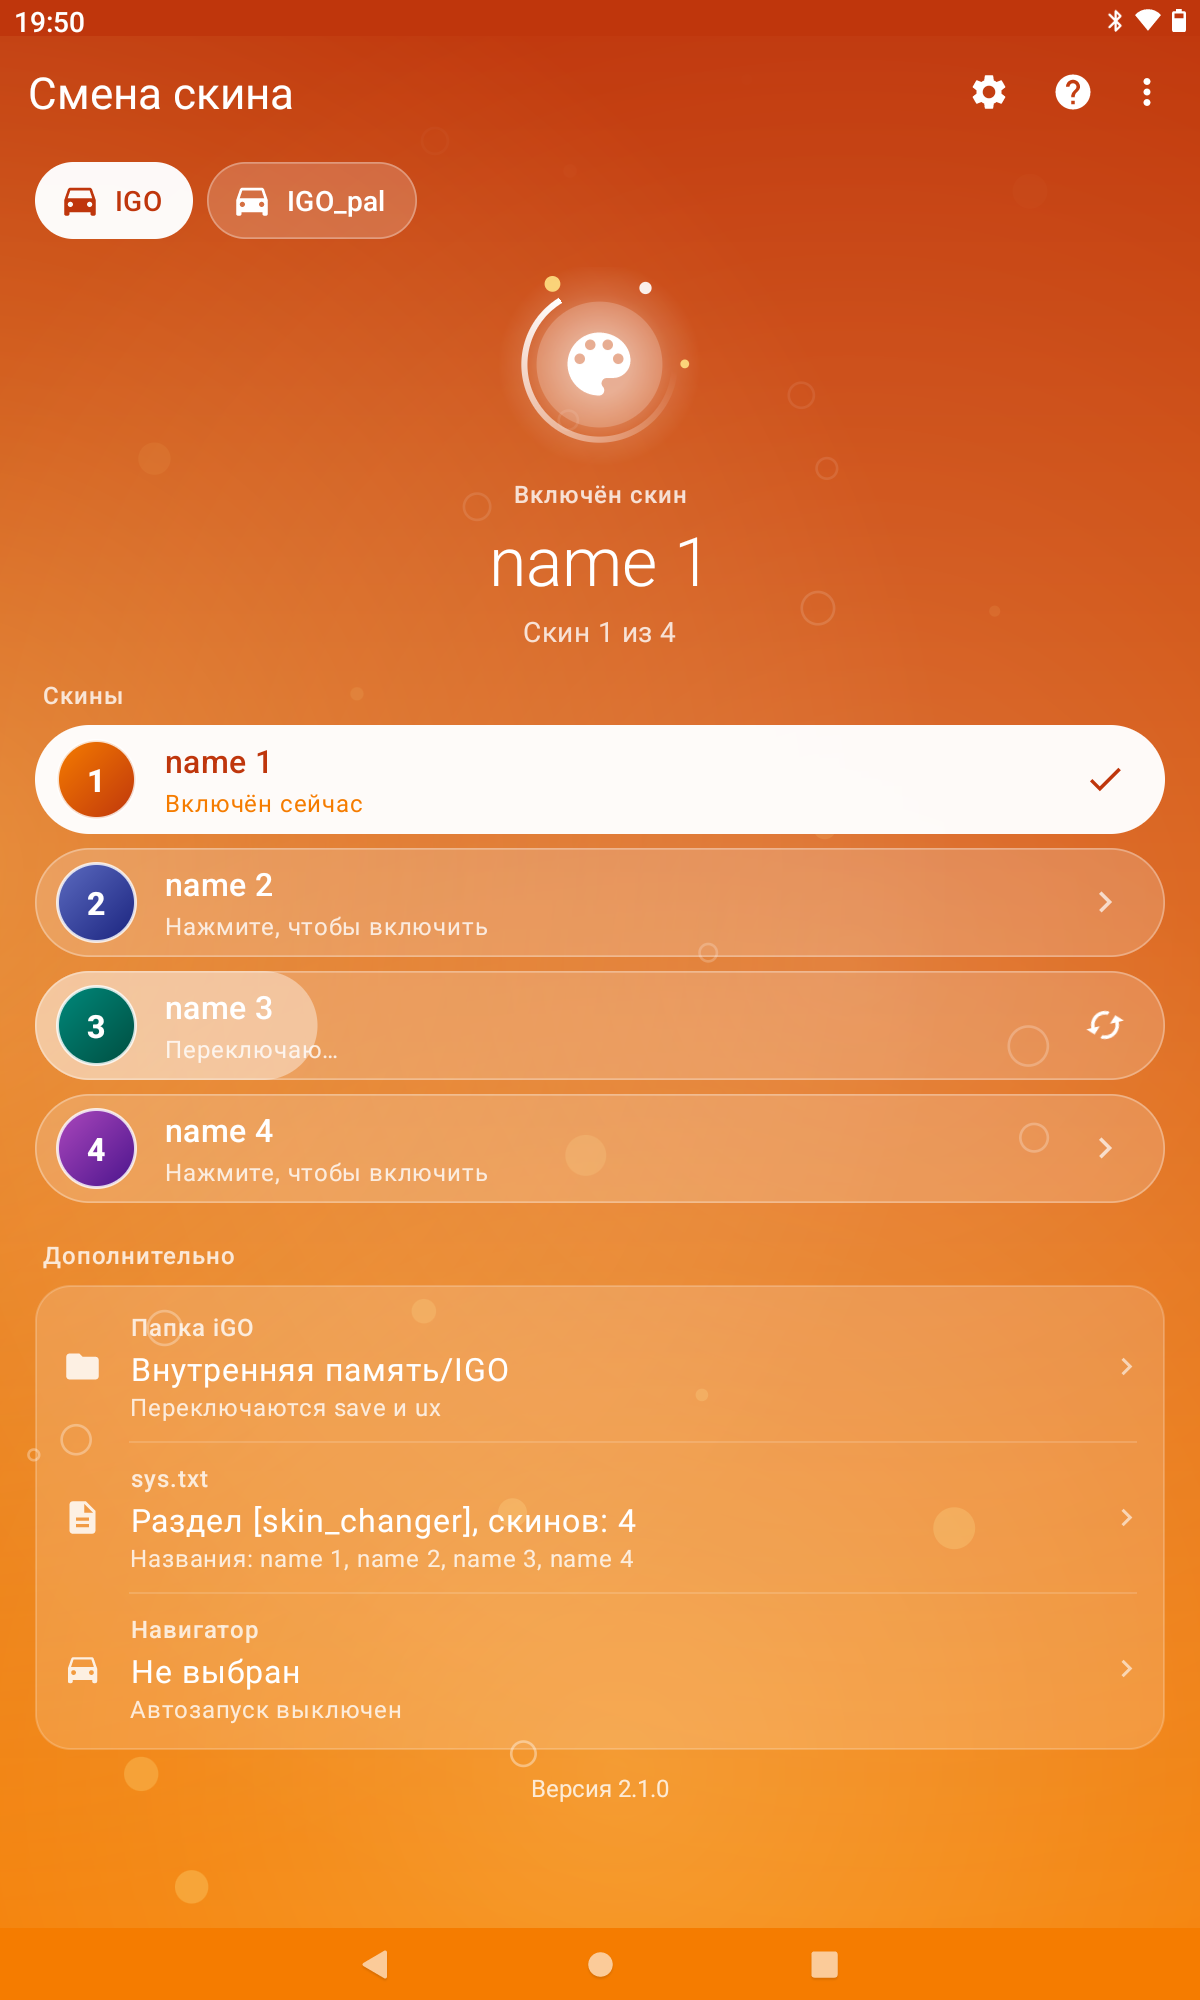 19:50
Смена скина
IGO
IGO_pal
Включён скин
name 1
Скин 1 из 4
Скины
1
name 1
Включён сейчас
2
name 2
Нажмите, чтобы включить
3
name 3
Переключаю...
4
name 4
Нажмите, чтобы включить
Дополнительно
Папка iGO
Внутренняя память/IGO
Переключаются save и ux
sys.txt
Раздел [skin_changer], скинов: 4
Названия: name 1, name 2, name 3, name 4
Навигатор
Не выбран
Автозапуск выключен
Версия 2.1.0